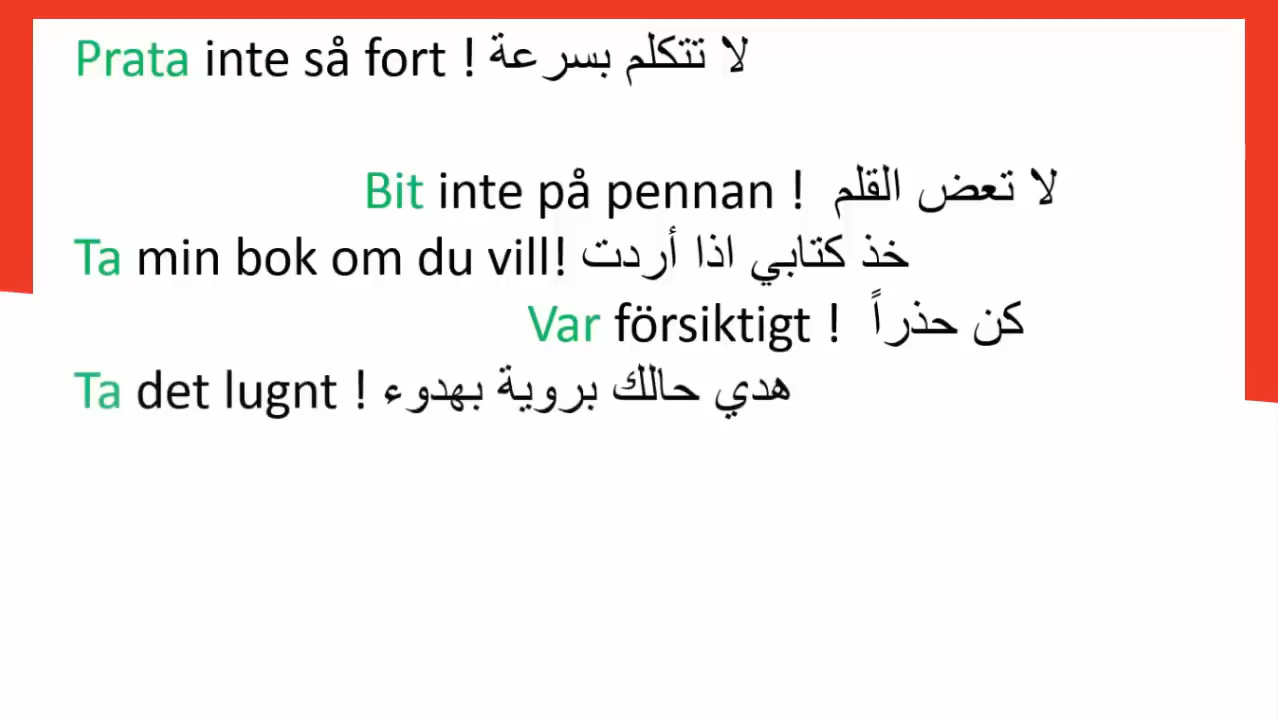 Prata inte så fort ! لا تتكلم بسرعة
Bit inte på pennan ! لا تعض القلم
Ta min bok om du vill! خذ كتابي اذا أردت
Var försiktigt ! كن حذراً
Ta det lugnt ! هدي حالك بروية بهدوء